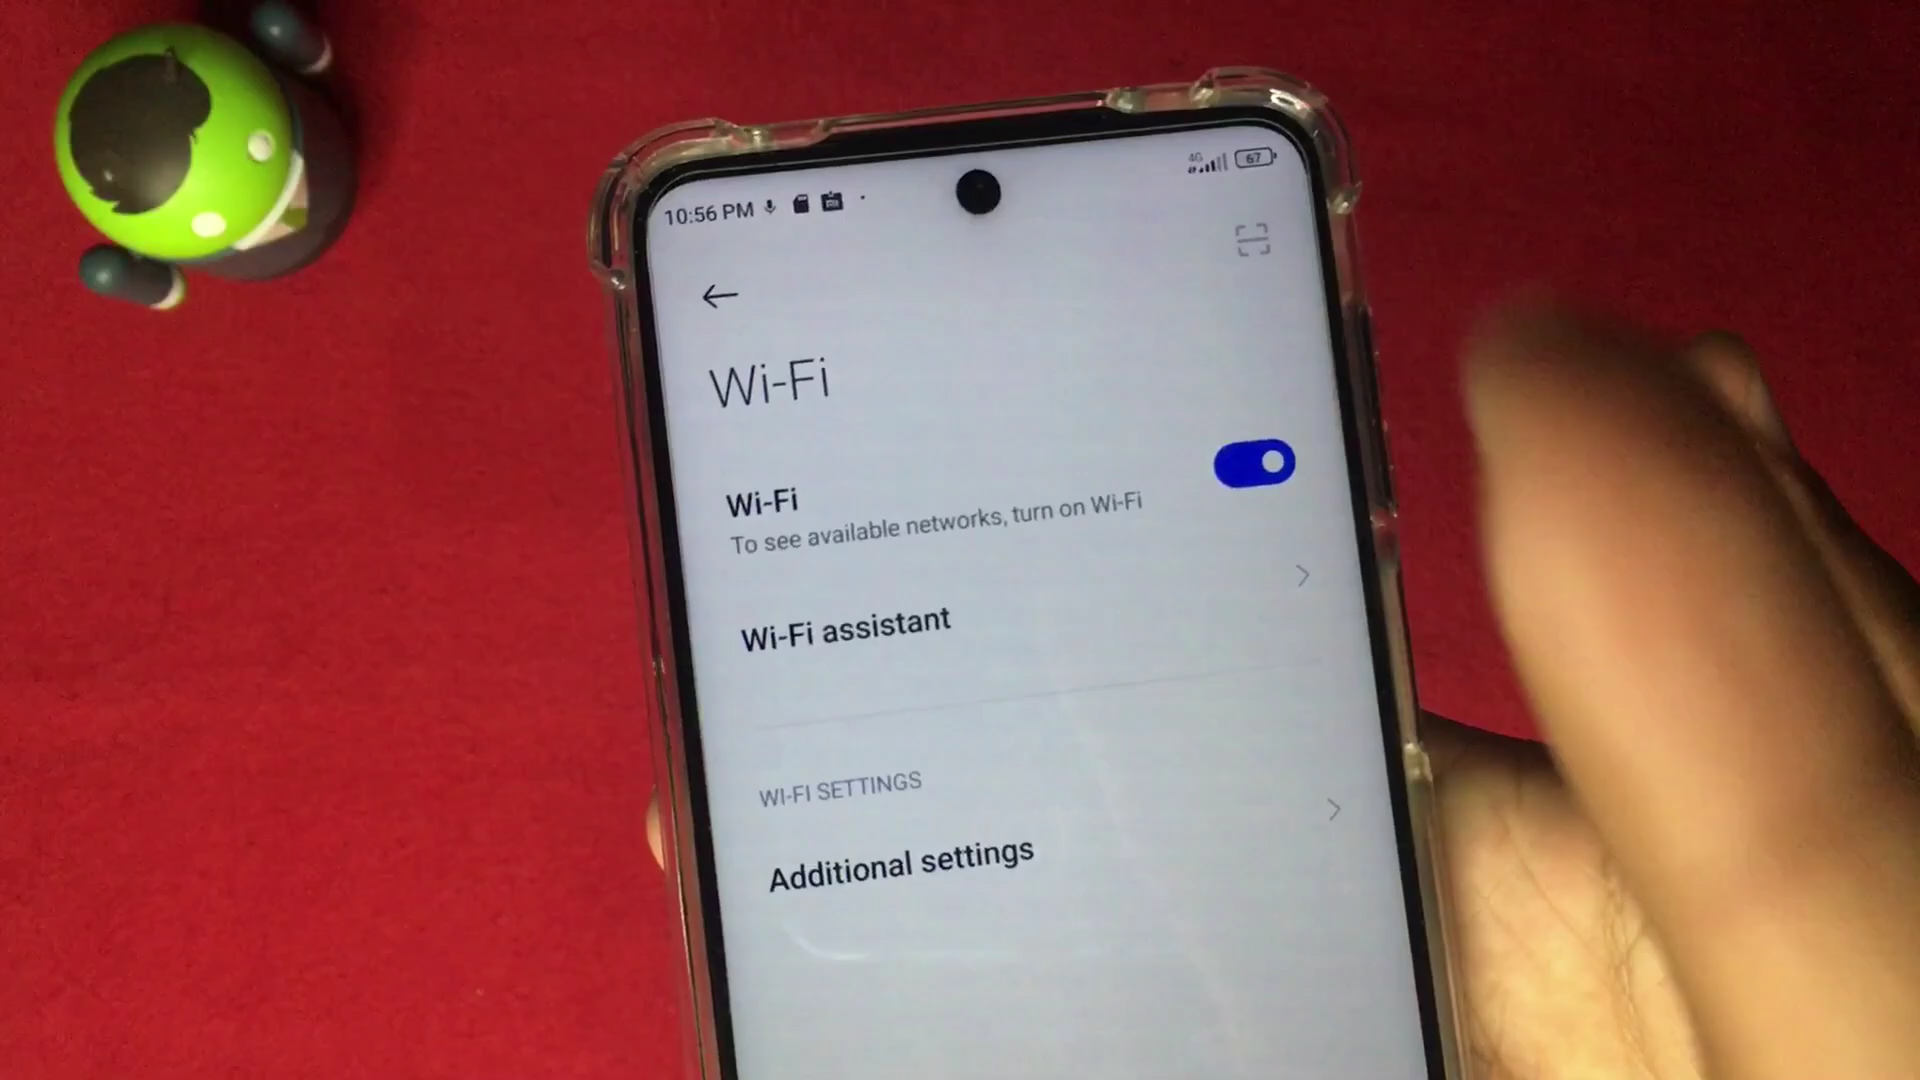 10:56 PM
4G
67
Wi-Fi
Wi-Fi
To see available networks, turn on Wi-Fi
Wi-Fi assistant
WI-FI SETTINGS
Additional settings